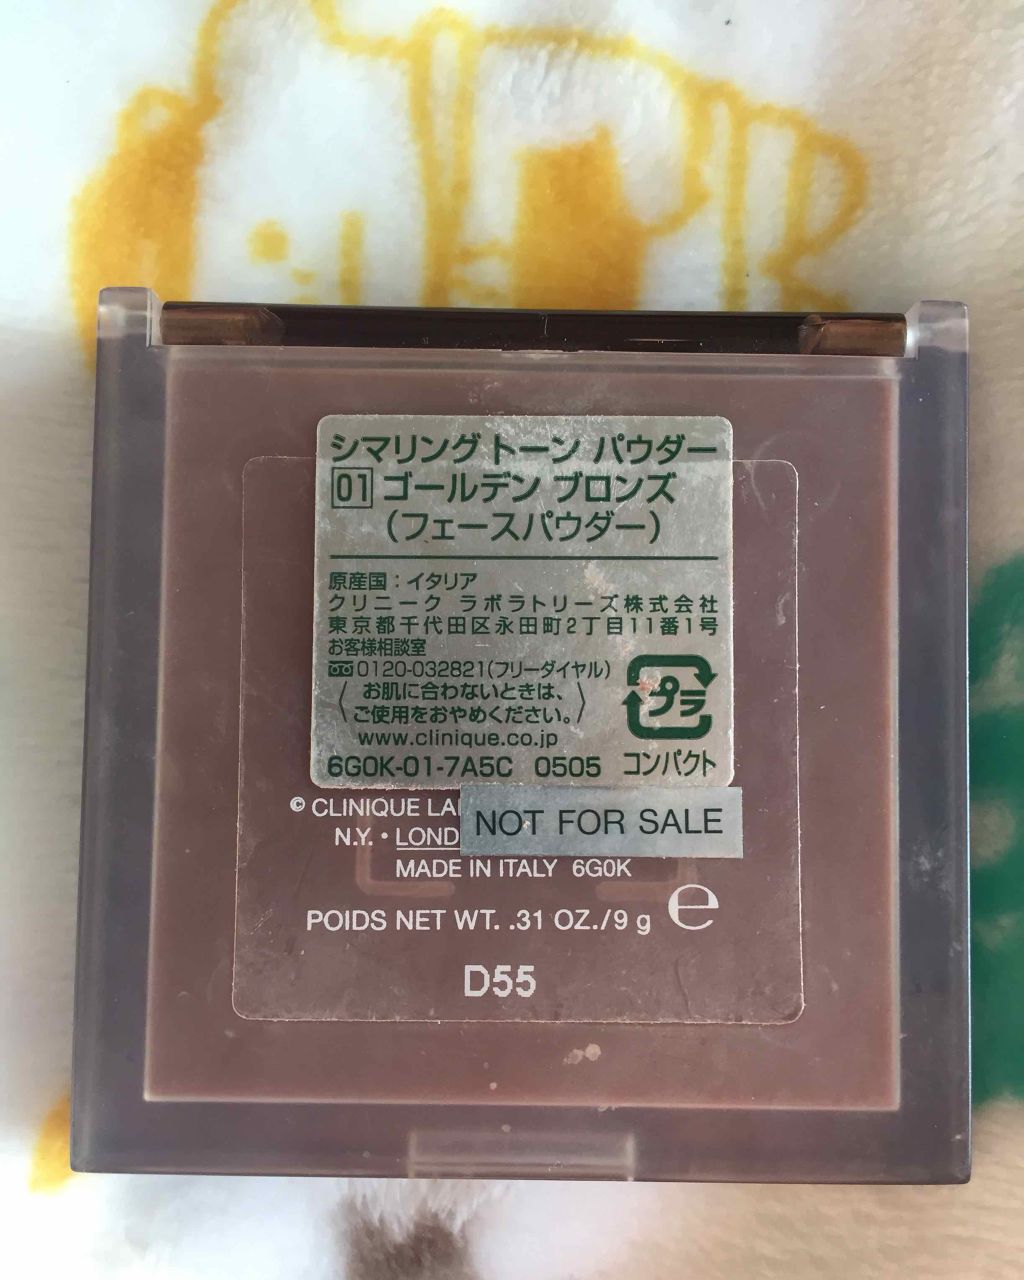 シマリング トーン パウダー
01 ゴールデン ブロンズ
(フェースパウダー)
原産国：イタリア
クリニーク ラボラトリーズ株式会社
東京都千代田区永田町2丁目11番1号
お客様相談室
0120-032821(フリーダイヤル)
〈 お肌に合わないときは、
ご使用をおやめください。〉
www.clinique.co.jp
プラ
6G0K-01-7A5C 0505 コンパクト
© CLINIQUE
NOT FOR SALE
N.Y. •
MADE IN ITALY 6G0K
POIDS NET WT. .31 OZ./9 g e
D55